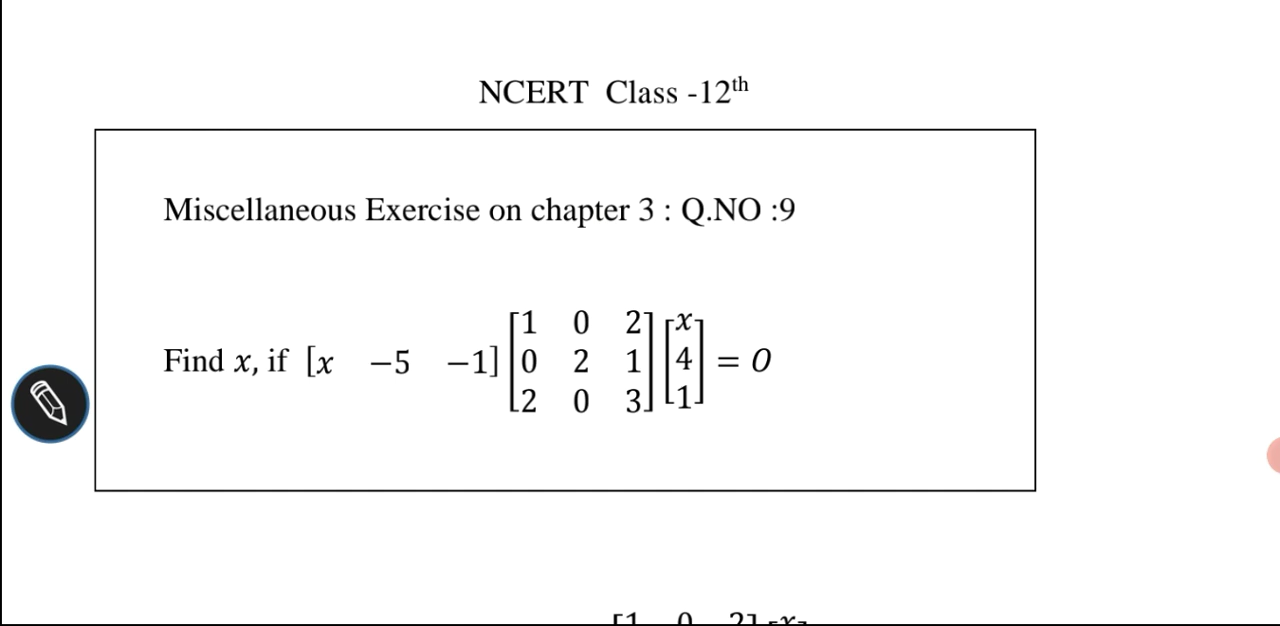 NCERT Class -12th
Miscellaneous Exercise on chapter 3 : Q.NO :9
Find x, if [x −5 −1] [1 0 2; 0 2 1; 2 0 3] [x; 4; 1] = O